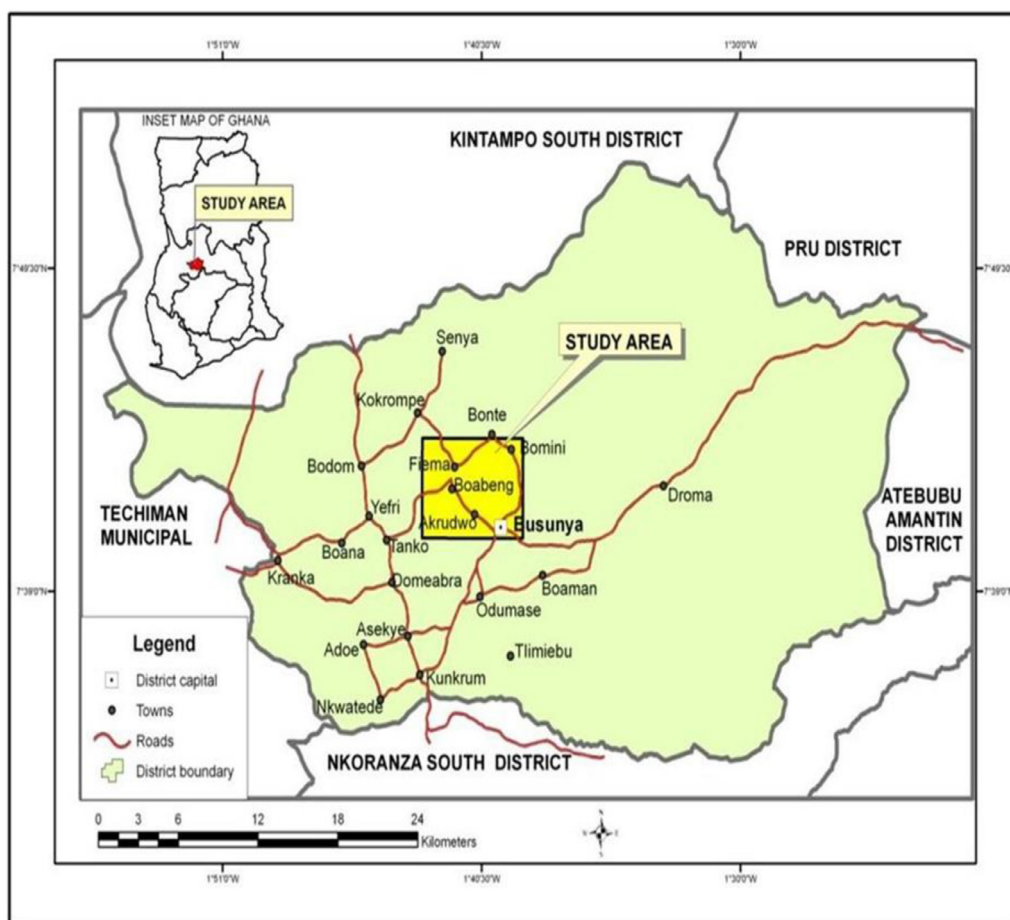 1°51'0"W 1°40'30"W 1°30'0"W
INSET MAP OF GHANA
STUDY AREA
KINTAMPO SOUTH DISTRICT
PRU DISTRICT
7°49'30"N 7°49'30"N
STUDY AREA
Senya
Kokrompe
Bonte
Bomini
Bodom
Fiema
Boabeng
Droma
Yefri
Akrudwo
Busunya
TECHIMAN
MUNICIPAL
ATEBUBU
AMANTIN
DISTRICT
Boana
Tanko
Kranka
Domeabra
Boaman
Odumase
7°39'0"N 7°39'0"N
Asekye
Adoe
Tlimiebu
Kunkrum
Nkwatede
NKORANZA SOUTH DISTRICT
Legend
District capital
Towns
Roads
District boundary
0 3 6 12 18 24
Kilometers
1°51'0"W 1°40'30"W 1°30'0"W